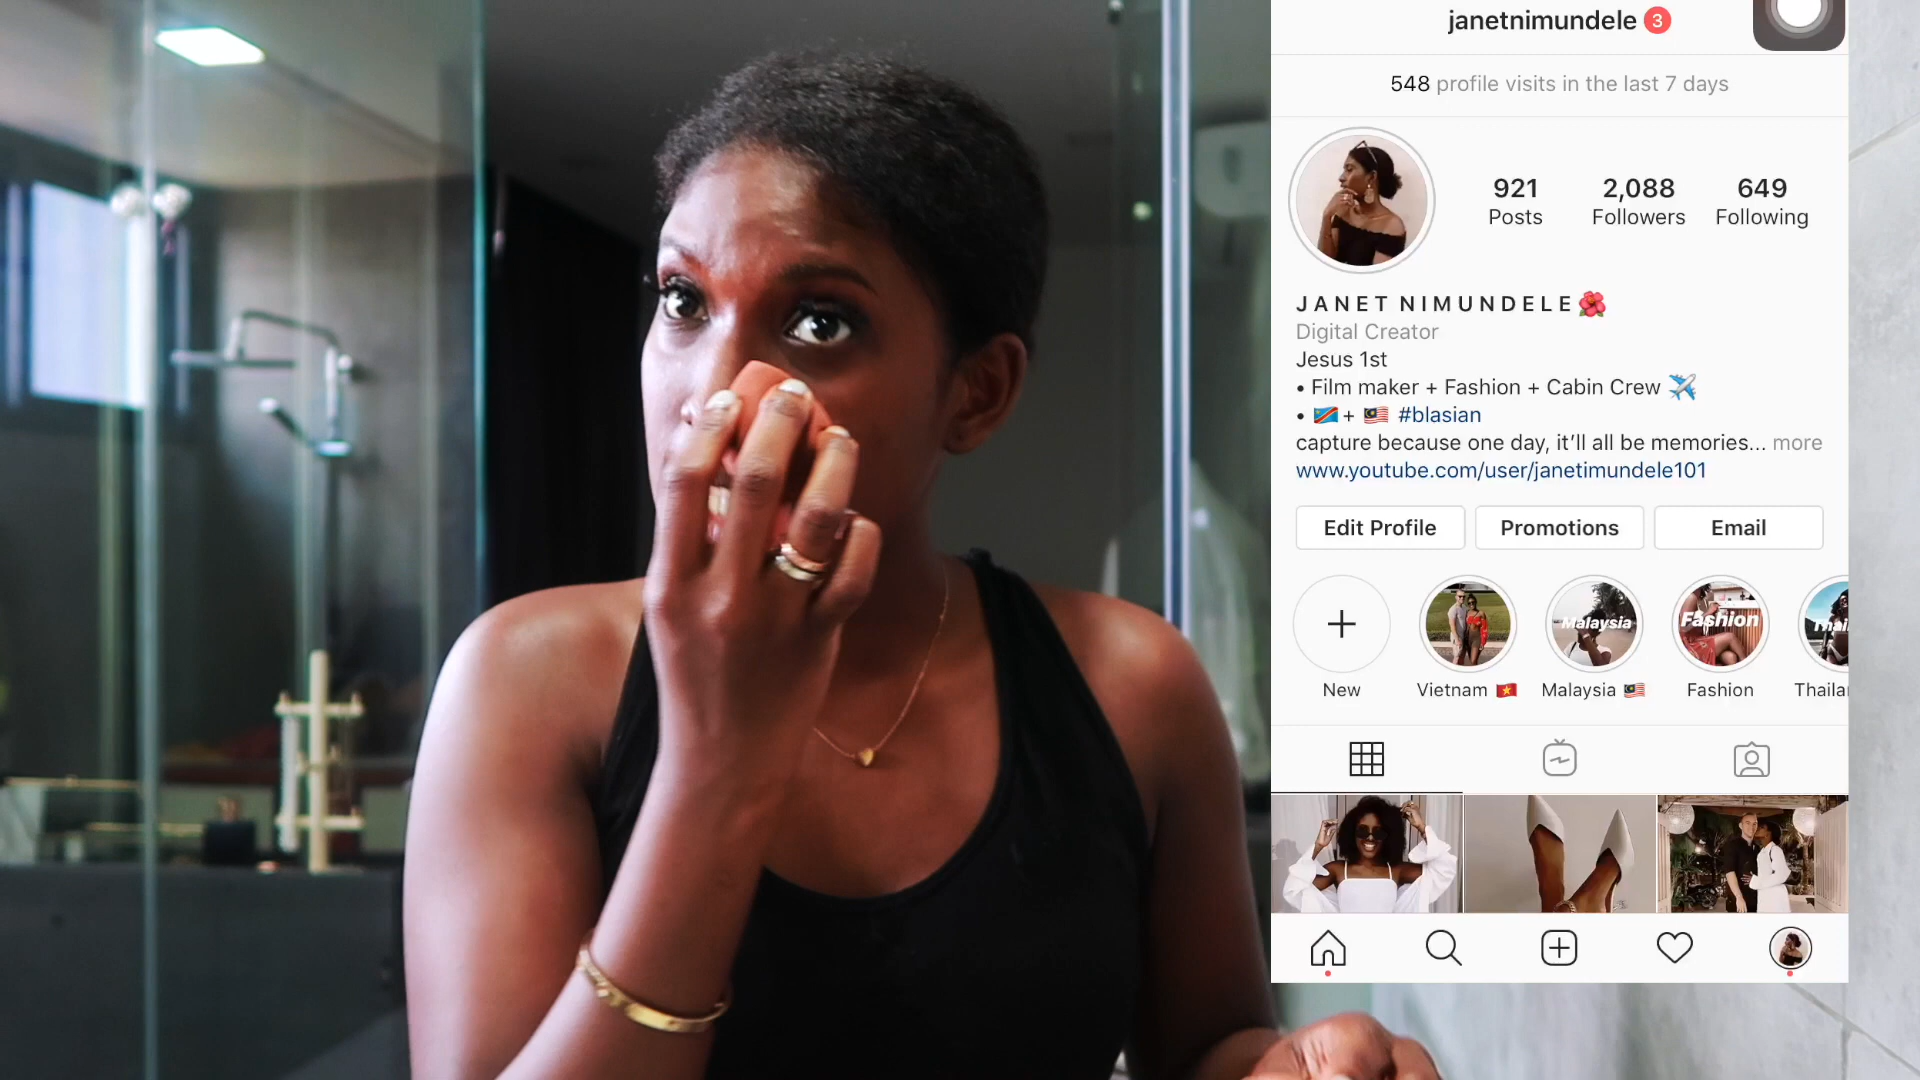 janetnimundele 3
548 profile visits in the last 7 days
921 2,088 649
Posts Followers Following
JANET NIMUNDELE🌺
Digital Creator
Jesus 1st
• Film maker + Fashion + Cabin Crew ✈️
• 🇨🇩 + 🇲🇾 #blasian
capture because one day, it’ll all be memories... more
www.youtube.com/user/janetimundele101
Edit Profile Promotions Email
Malaysia Fashion Thai
New Vietnam 🇻🇳 Malaysia 🇲🇾 Fashion Thaila